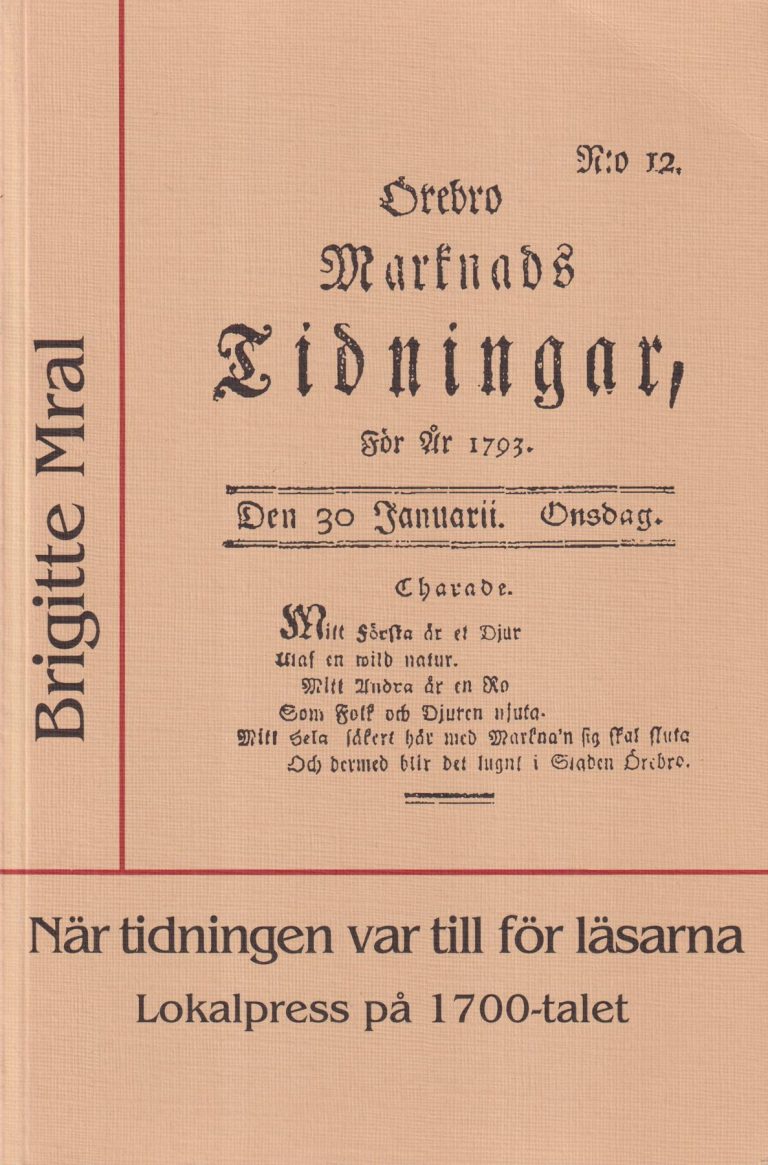 Brigitte Mral
N:o 12.
Örebro
Marknads
Tidningar,
För År 1793.
Den 30 Januarii. Onsdag.
Charade.
Mitt Första är et Djur
Utaf en wild natur.
Mitt Andra är en Ro
Som Folk och Djuren njuta.
Mitt Hela säkert här med Markna'n sig skal sluta
Och dermed blir det lugnt i Staden Örebro.
När tidningen var till för läsarna
Lokalpress på 1700-talet